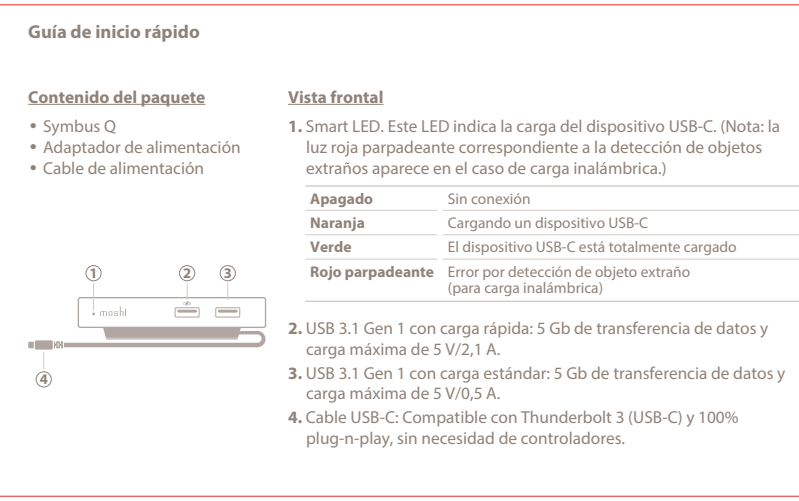 Guía de inicio rápido
Contenido del paquete
• Symbus Q
• Adaptador de alimentación
• Cable de alimentación
1 2 3
moshi
4
Vista frontal
1. Smart LED. Este LED indica la carga del dispositivo USB-C. (Nota: la
luz roja parpadeante correspondiente a la detección de objetos
extraños aparece en el caso de carga inalámbrica.)
Apagado Sin conexión
Naranja Cargando un dispositivo USB-C
Verde El dispositivo USB-C está totalmente cargado
Rojo parpadeante Error por detección de objeto extraño
(para carga inalámbrica)
2. USB 3.1 Gen 1 con carga rápida: 5 Gb de transferencia de datos y
carga máxima de 5 V/2,1 A.
3. USB 3.1 Gen 1 con carga estándar: 5 Gb de transferencia de datos y
carga máxima de 5 V/0,5 A.
4. Cable USB-C: Compatible con Thunderbolt 3 (USB-C) y 100%
plug-n-play, sin necesidad de controladores.